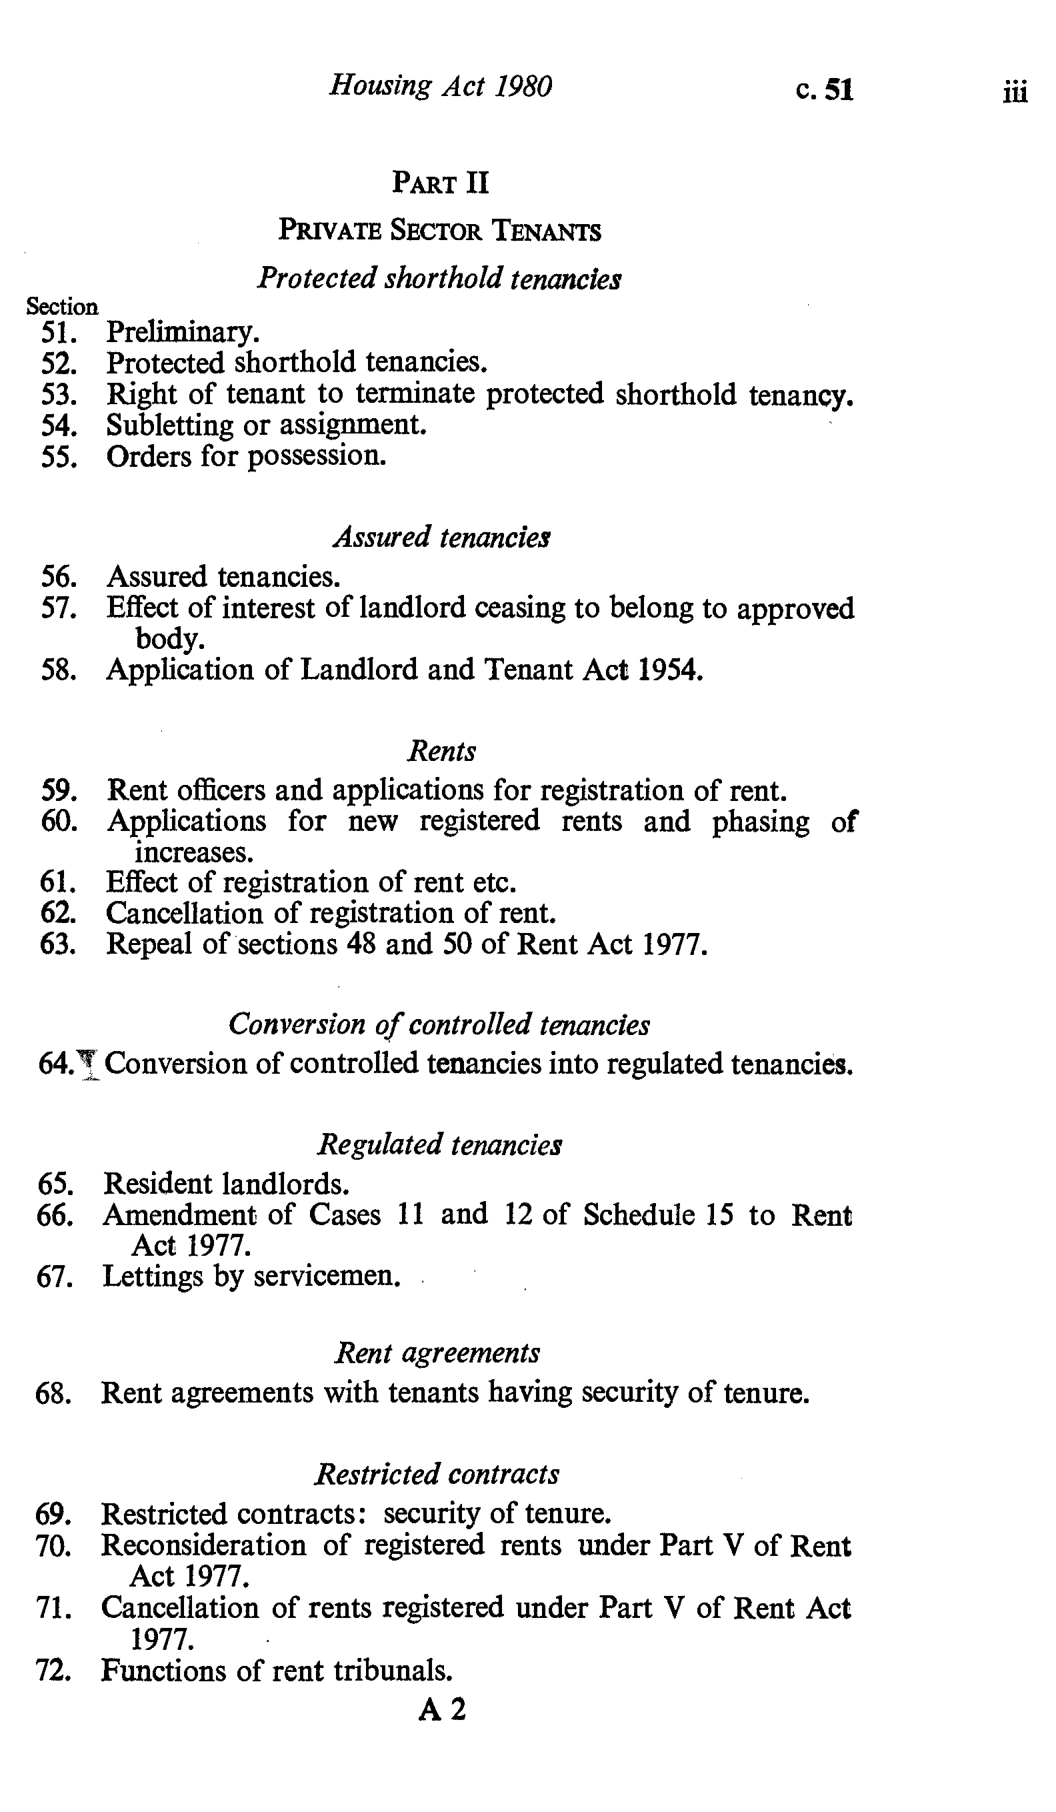 Housing Act 1980 c. 51 iii
PART II
PRIVATE SECTOR TENANTS
Protected shorthold tenancies
Section
51. Preliminary.
52. Protected shorthold tenancies.
53. Right of tenant to terminate protected shorthold tenancy.
54. Subletting or assignment.
55. Orders for possession.
Assured tenancies
56. Assured tenancies.
57. Effect of interest of landlord ceasing to belong to approved
body.
58. Application of Landlord and Tenant Act 1954.
Rents
59. Rent officers and applications for registration of rent.
60. Applications for new registered rents and phasing of
increases.
61. Effect of registration of rent etc.
62. Cancellation of registration of rent.
63. Repeal of sections 48 and 50 of Rent Act 1977.
Conversion of controlled tenancies
64. Conversion of controlled tenancies into regulated tenancies.
Regulated tenancies
65. Resident landlords.
66. Amendment of Cases 11 and 12 of Schedule 15 to Rent
Act 1977.
67. Lettings by servicemen.
Rent agreements
68. Rent agreements with tenants having security of tenure.
Restricted contracts
69. Restricted contracts: security of tenure.
70. Reconsideration of registered rents under Part V of Rent
Act 1977.
71. Cancellation of rents registered under Part V of Rent Act
1977.
72. Functions of rent tribunals.
A 2